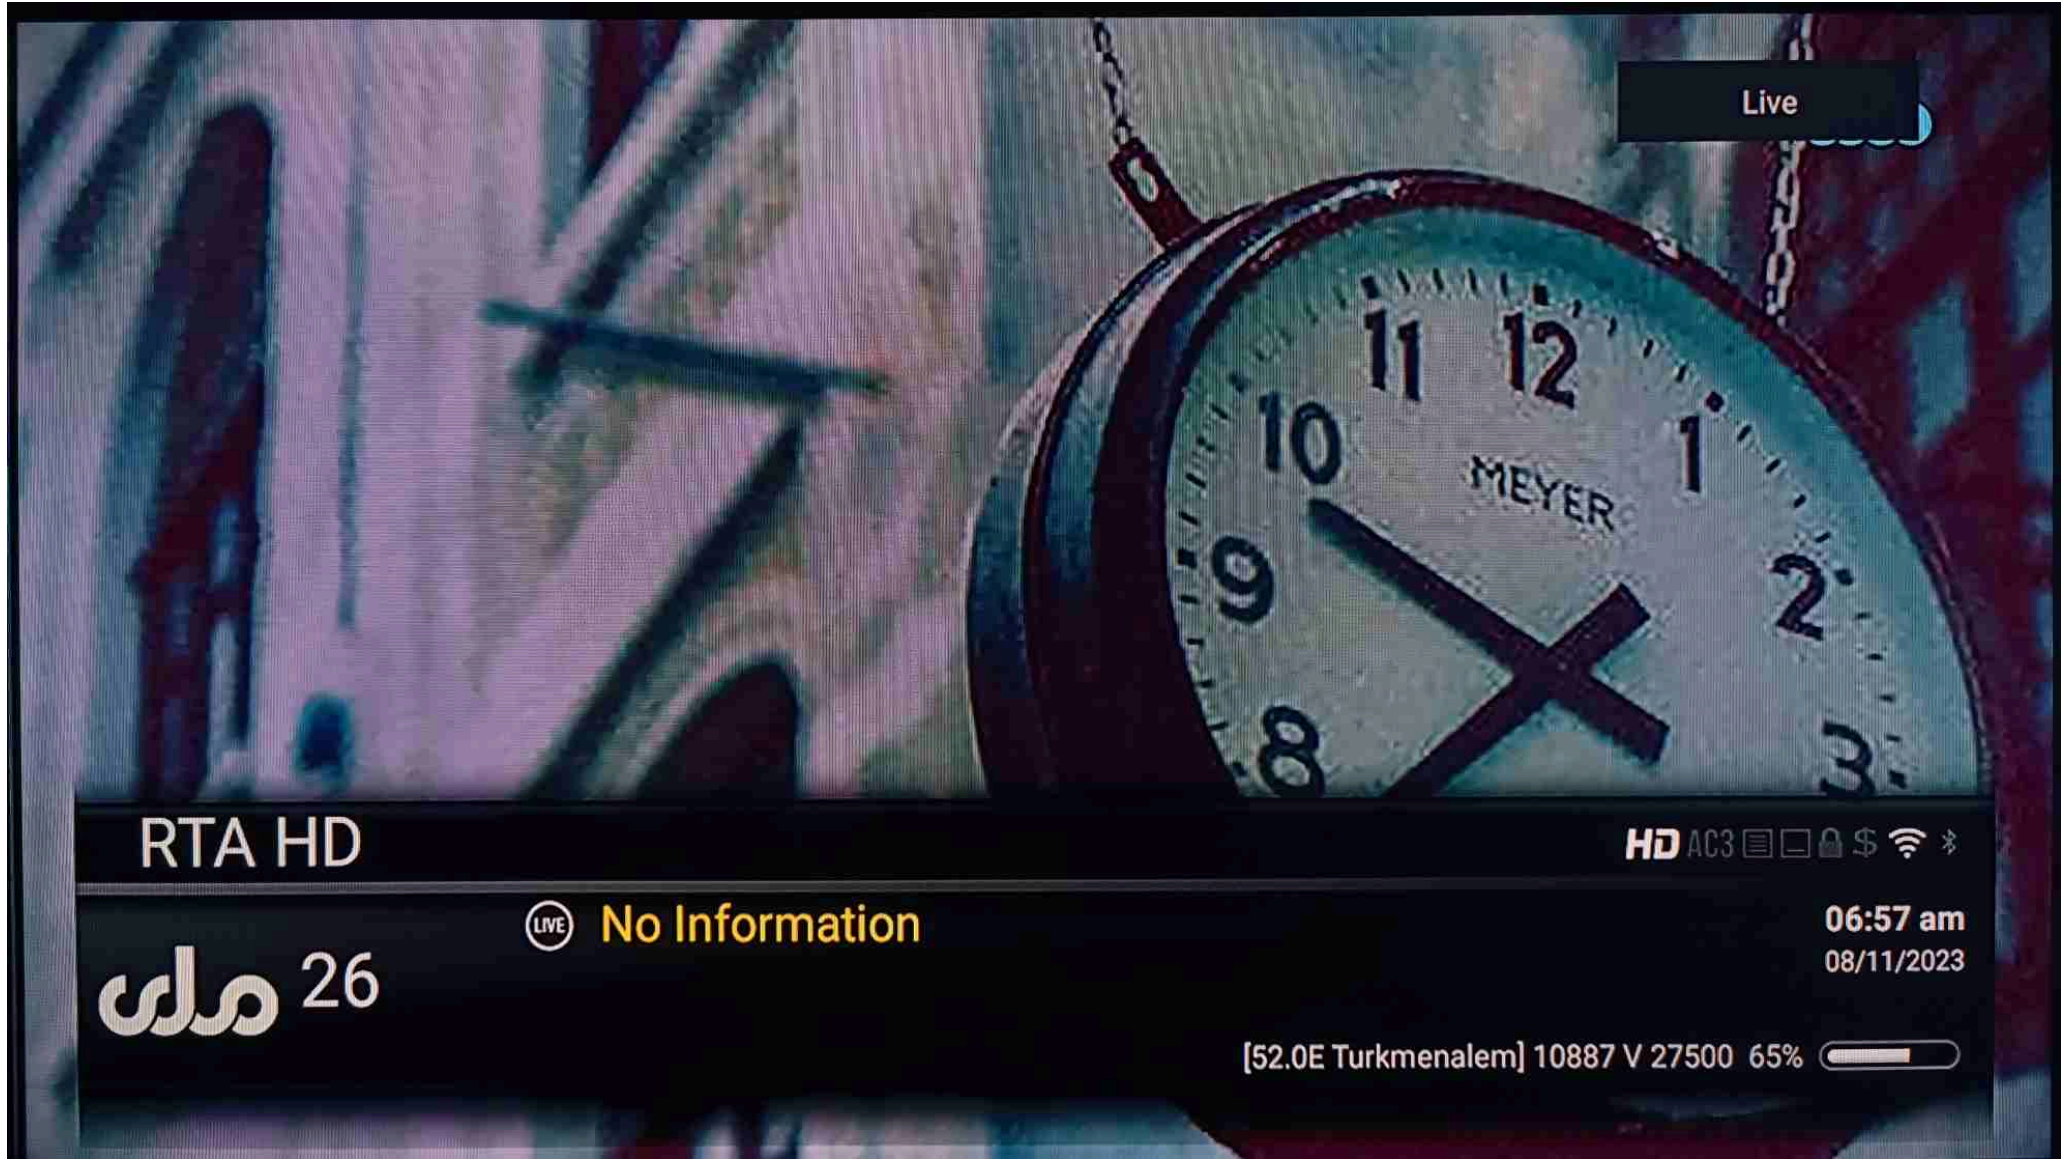 Live
11
12
10
1
MEYER
9
2
8
3
RTA HD
HD AC3 $
LIVE No Information
06:57 am
08/11/2023
26
[52.0E Turkmenalem] 10887 V 27500 65%